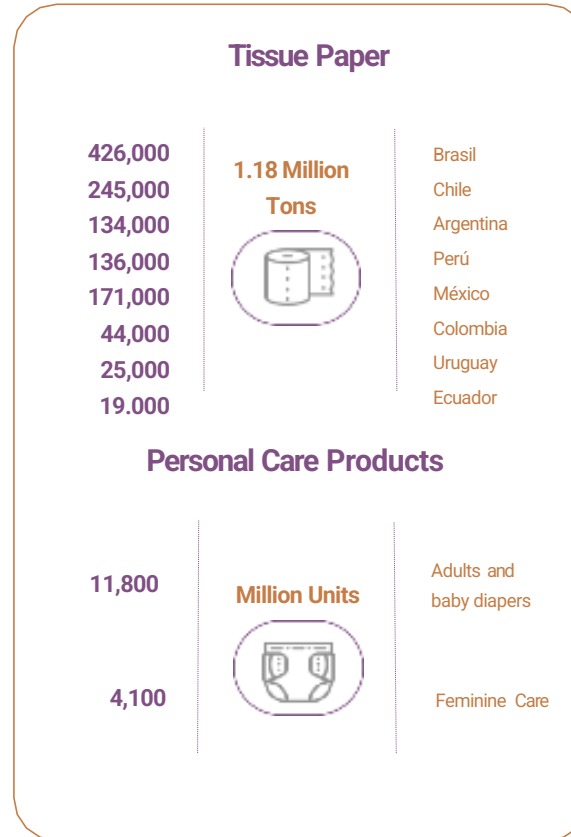 Tissue Paper
426,000
245,000
134,000
136,000
171,000
44,000
25,000
19.000
1.18 Million
Tons
Brasil
Chile
Argentina
Perú
México
Colombia
Uruguay
Ecuador
Personal Care Products
11,800
4,100
Million Units
Adults and
baby diapers
Feminine Care